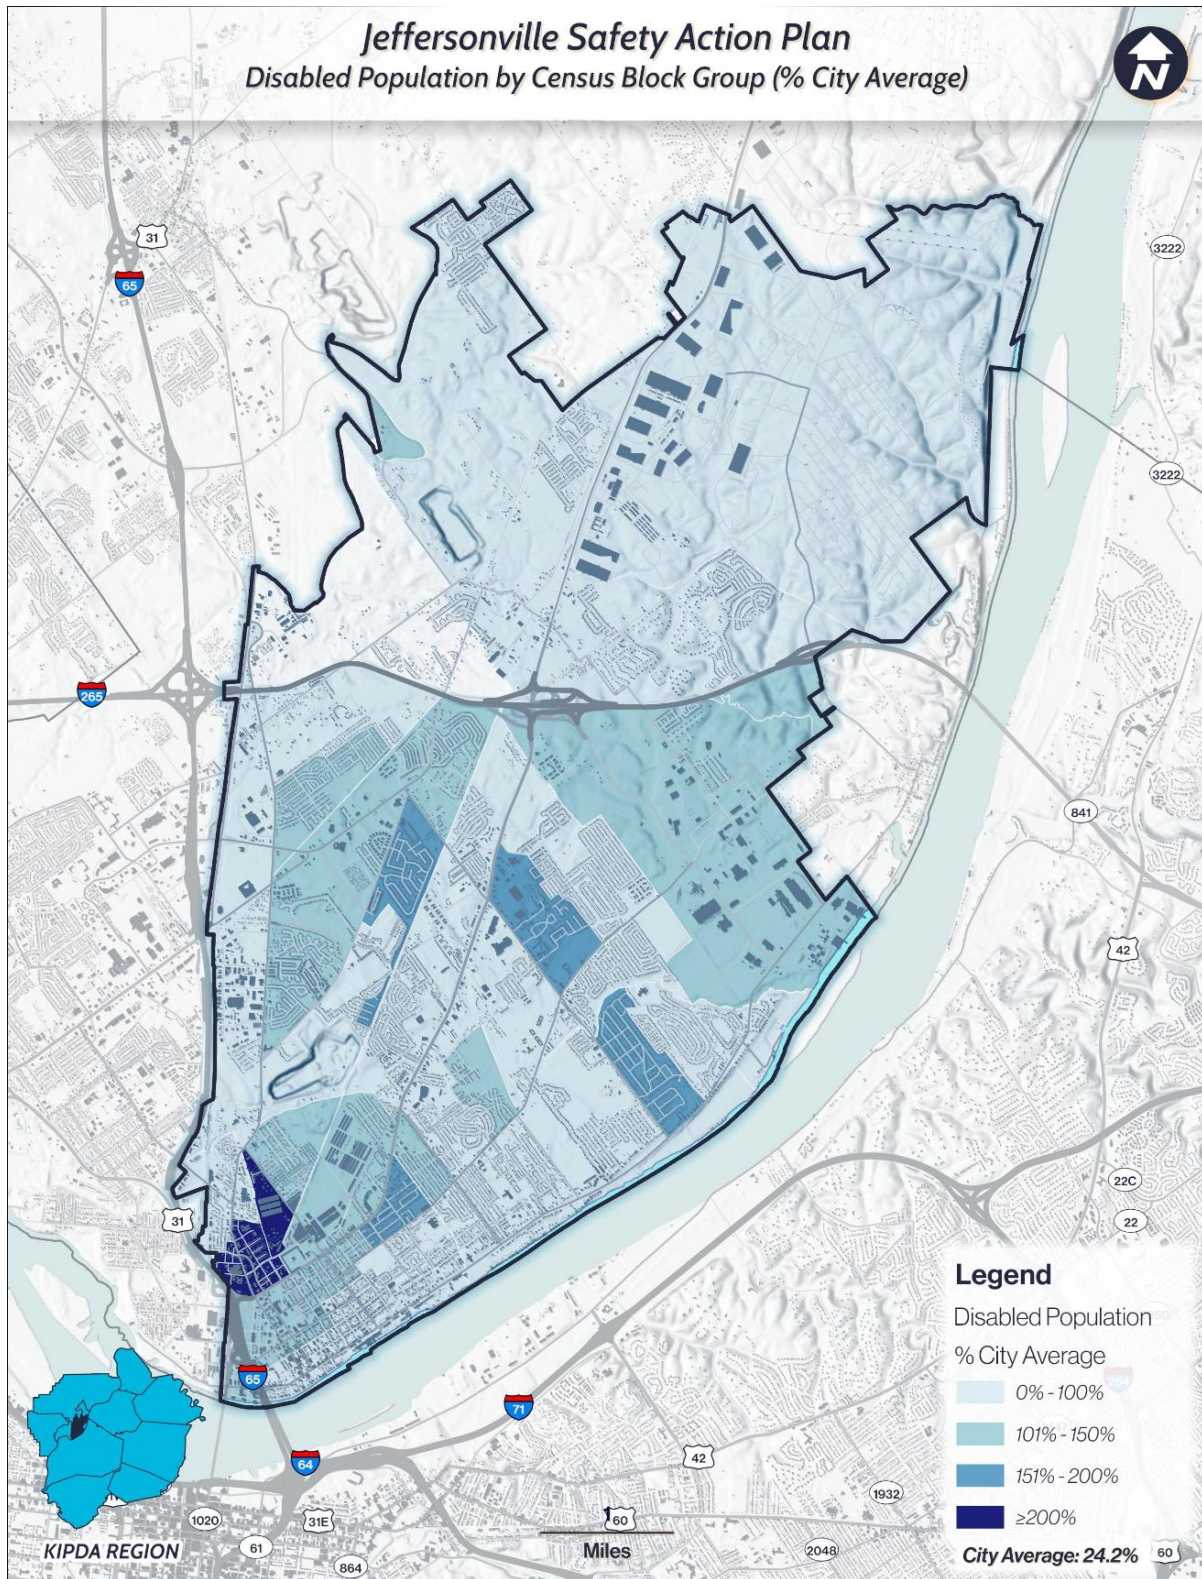 Jeffersonville Safety Action Plan
Disabled Population by Census Block Group (% City Average)
N
31
65
3222
3222
265
841
42
22C
22
31
65
71
64
42
1932
1020
31E
1
60
61
864
2048
60
Miles
KIPDA REGION
Legend
Disabled Population
% City Average
264
0% - 100%
101% - 150%
151% - 200%
≥200%
City Average: 24.2%